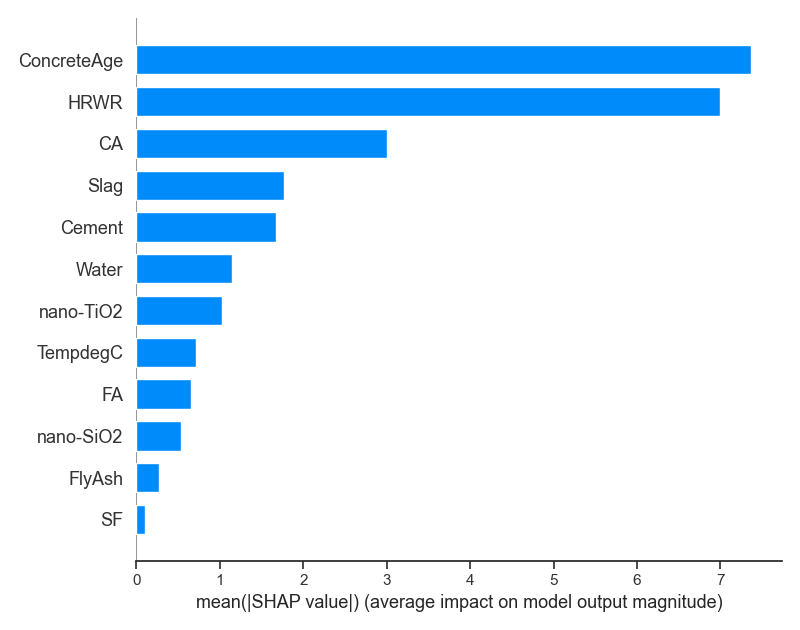 ConcreteAge
HRWR
CA
Slag
Cement
Water
nano-TiO2
TempdegC
FA
nano-SiO2
FlyAsh
SF
0 1 2 3 4 5 6 7
mean(|SHAP value|) (average impact on model output magnitude)